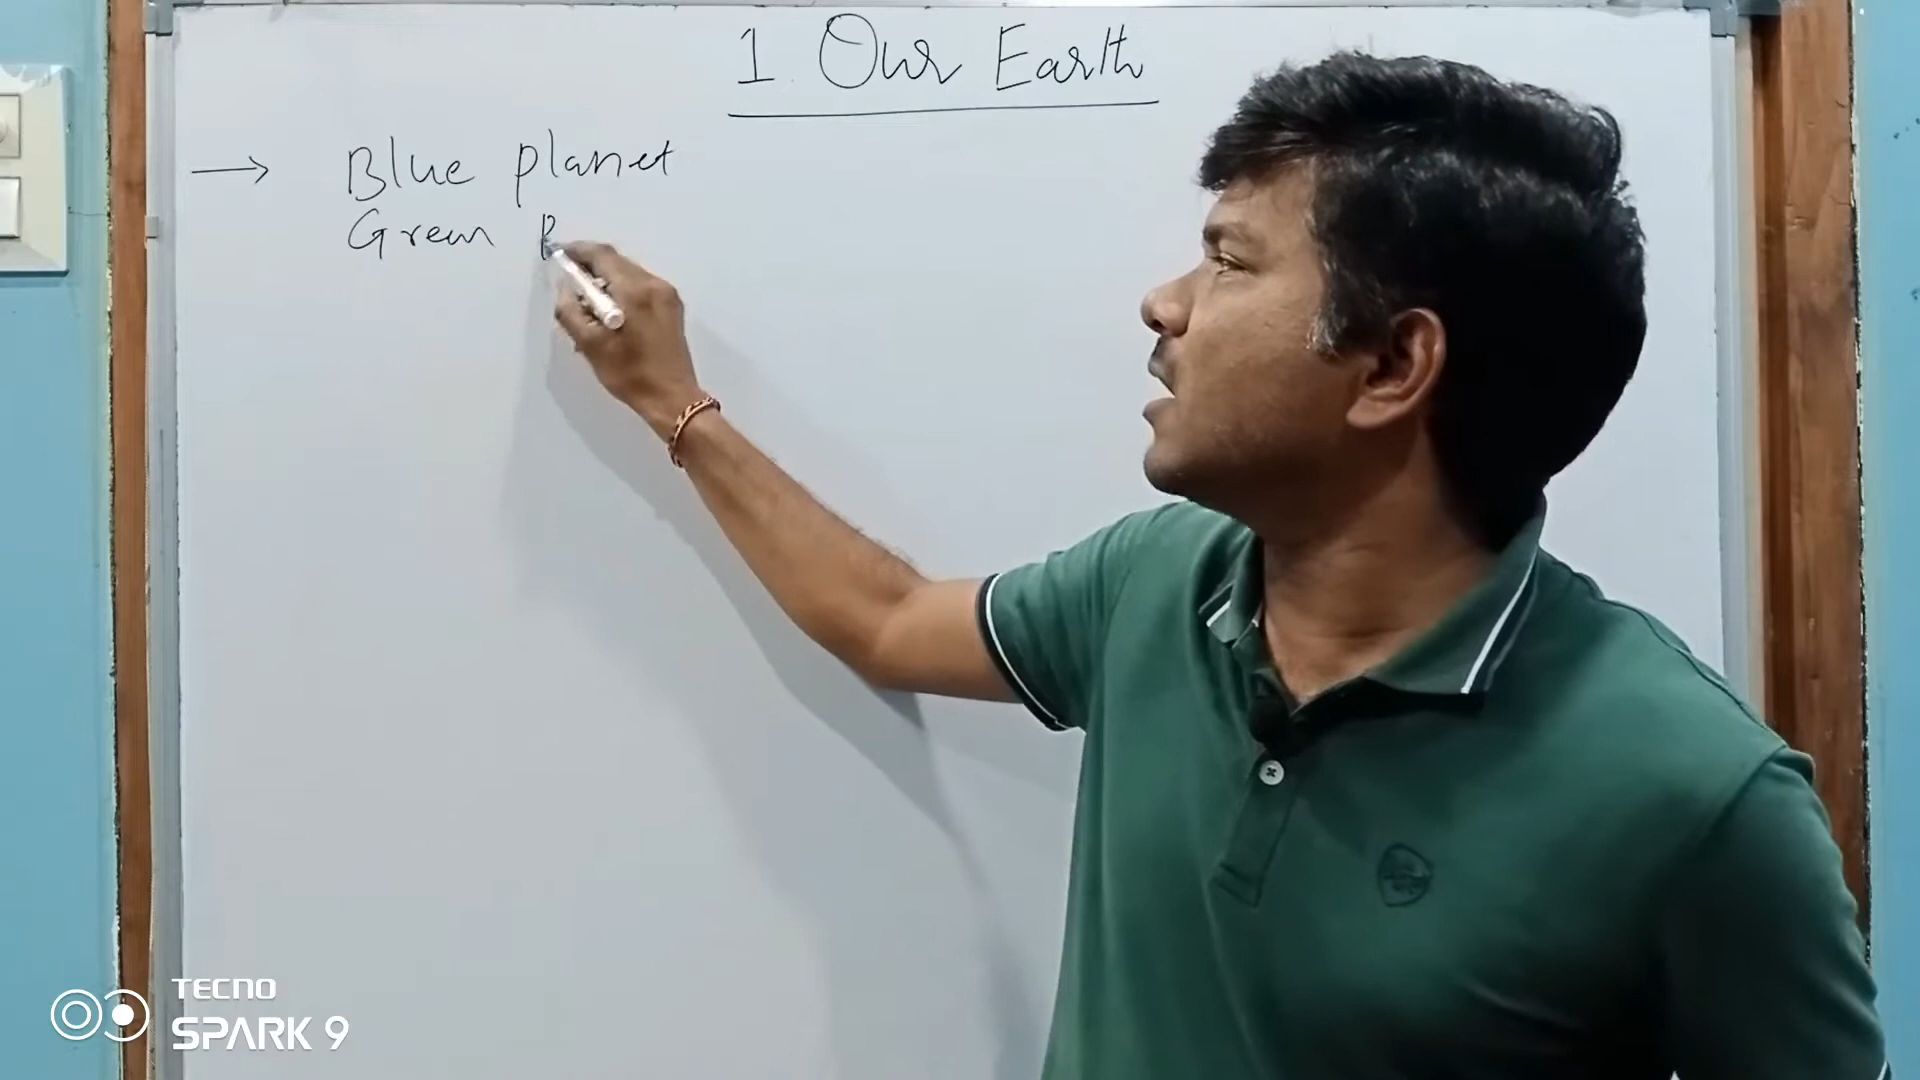 1. Our Earth
→ Blue planet
Green P
TECNO
SPARK 9